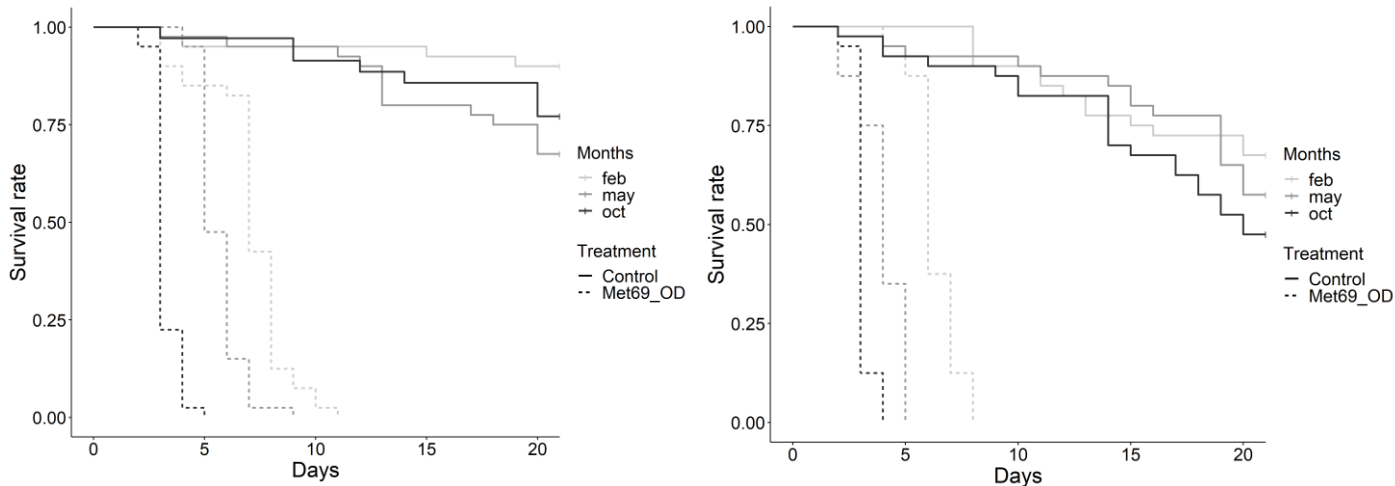 1.00
0.75
0.50
0.25
0.00
Survival rate
0
5
10
15
20
Days
Months
feb
may
oct
Treatment
Control
Met69_OD
1.00
0.75
0.50
0.25
0.00
Survival rate
0
5
10
15
20
Days
Months
feb
may
oct
Treatment
Control
Met69_OD